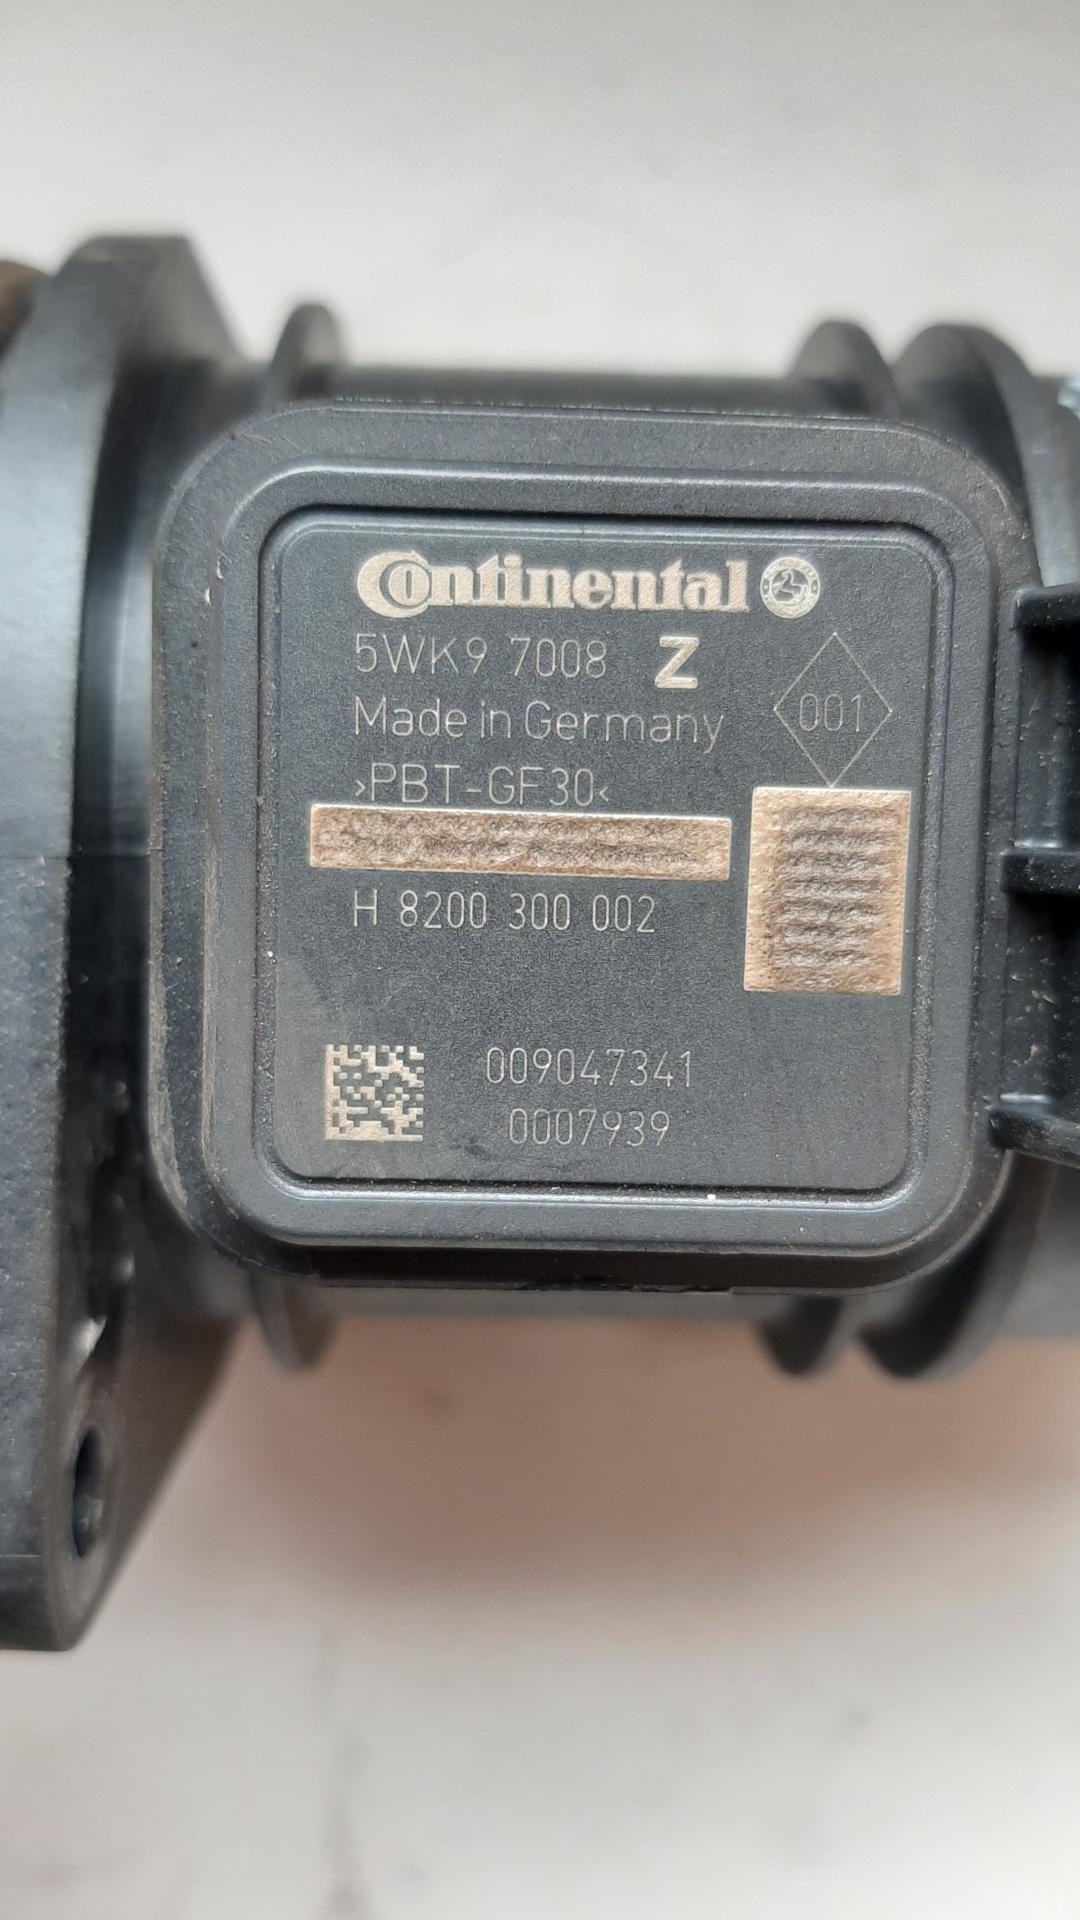 Continental
5WK9 7008 Z
Made in Germany
001
>PBT-GF30<
H 8200 300 002
009047341
0007939